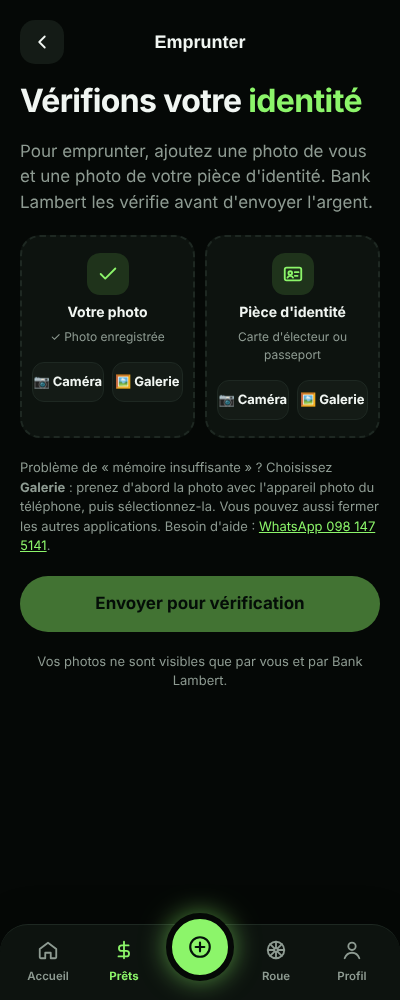 Emprunter
Vérifions votre identité
Pour emprunter, ajoutez une photo de vous
et une photo de votre pièce d'identité. Bank
Lambert les vérifie avant d'envoyer l'argent.
Votre photo
✓ Photo enregistrée
📷 Caméra
🖼️ Galerie
Pièce d'identité
Carte d'électeur ou
passeport
📷 Caméra
🖼️ Galerie
Problème de « mémoire insuffisante » ? Choisissez
Galerie : prenez d'abord la photo avec l'appareil photo du
téléphone, puis sélectionnez-la. Vous pouvez aussi fermer
les autres applications. Besoin d'aide : WhatsApp 098 147
5141.
Envoyer pour vérification
Vos photos ne sont visibles que par vous et par Bank
Lambert.
Accueil
Prêts
Roue
Profil